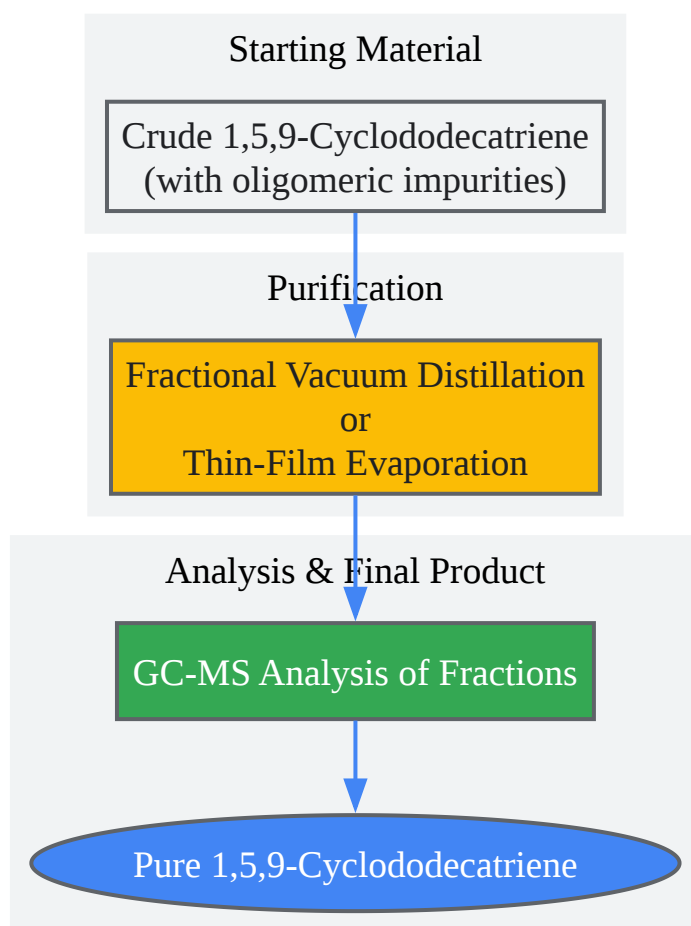 Starting Material
Crude 1,5,9-Cyclododecatriene
(with oligomeric impurities)
Purification
Fractional Vacuum Distillation
or
Thin-Film Evaporation
Analysis & Final Product
GC-MS Analysis of Fractions
Pure 1,5,9-Cyclododecatriene